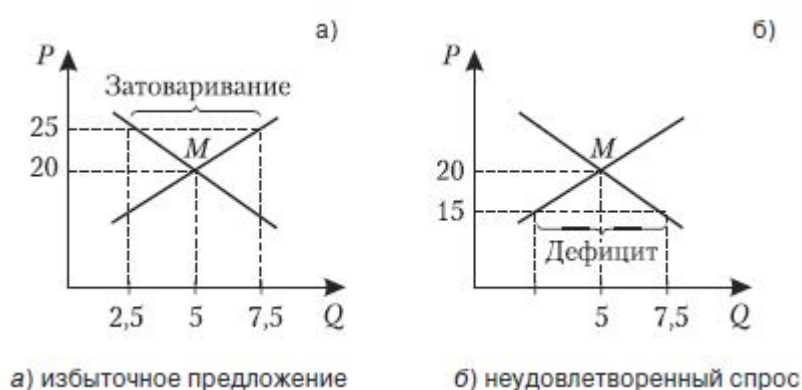 а)
P
Затоваривание
25
M
20
2,5
5
7,5
Q
а) избыточное предложение
б)
P
20
M
15
Дефицит
5
7,5
Q
б) неудовлетворенный спрос